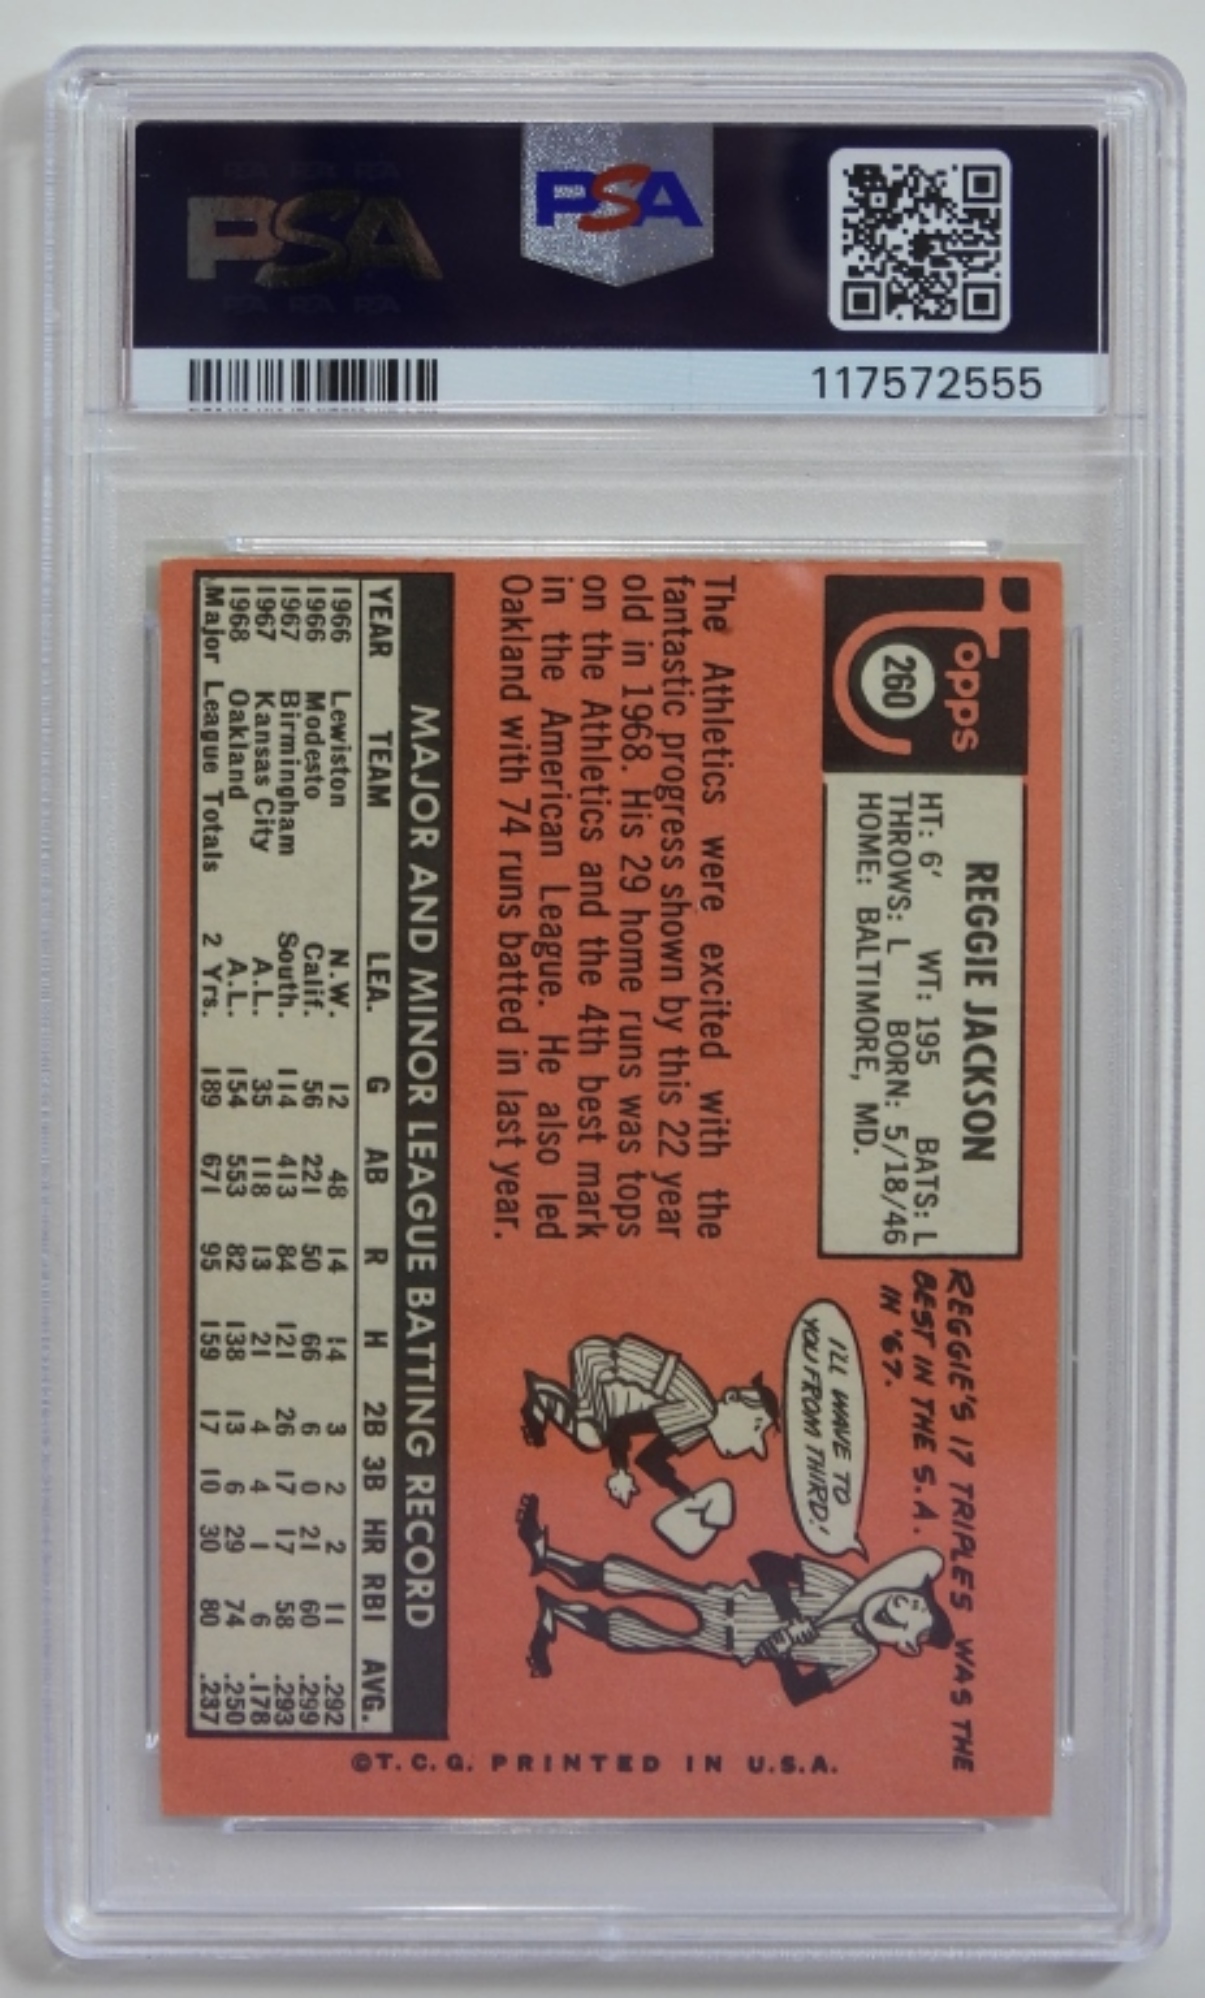 PSA PSA PSA
PSA
PSA PSA PSA
PSA
117572555
Topps
260
REGGIE JACKSON
HT: 6' WT: 195 BATS: L
THROWS: L BORN: 5/18/46
HOME: BALTIMORE, MD.
REGGIE'S 17 TRIPLES WAS THE
BEST IN THE S.A.
IN '67.
I'LL WAVE TO
YOU FROM THIRD!
The Athletics were excited with the
fantastic progress shown by this 22 year
old in 1968. His 29 home runs was tops
on the Athletics and the 4th best mark
in the American League. He also led
Oakland with 74 runs batted in last year.
MAJOR AND MINOR LEAGUE BATTING RECORD
YEAR TEAM LEA. G AB R H 2B 3B HR RBI AVG.
1966 Lewiston N.W. 12 48 14 14 3 2 2 11 .292
1966 Modesto Calif. 56 221 50 66 6 0 21 60 .299
1967 Birmingham South. 114 413 84 121 26 17 17 58 .293
1967 Kansas City A.L. 35 118 13 21 4 4 1 6 .178
1968 Oakland A.L. 154 553 82 138 13 6 29 74 .250
Major League Totals 2 Yrs. 189 671 95 159 17 10 30 80 .237
©T.C.G. PRINTED IN U.S.A.